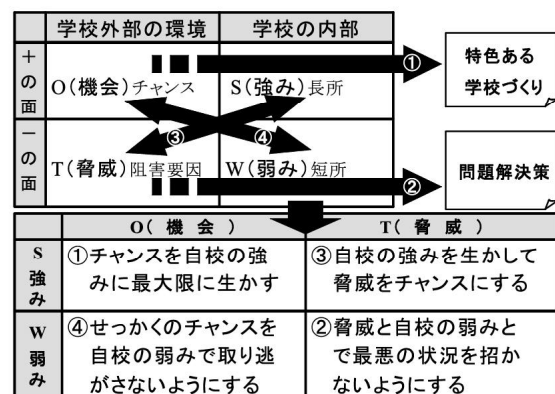 学校外部の環境 学校の内部
+の面 O(機会)チャンス S(強み)長所 ① 特色ある
学校づくり
③ ④
−の面 T(脅威)阻害要因 W(弱み)短所 ② 問題解決策
O(機会) T(脅威)
S強み ①チャンスを自校の強
みに最大限に生かす
③自校の強みを生かして
脅威をチャンスにする
W弱み ④せっかくのチャンスを
自校の弱みで取り逃
がさないようにする
②脅威と自校の弱みと
で最悪の状況を招か
ないようにする